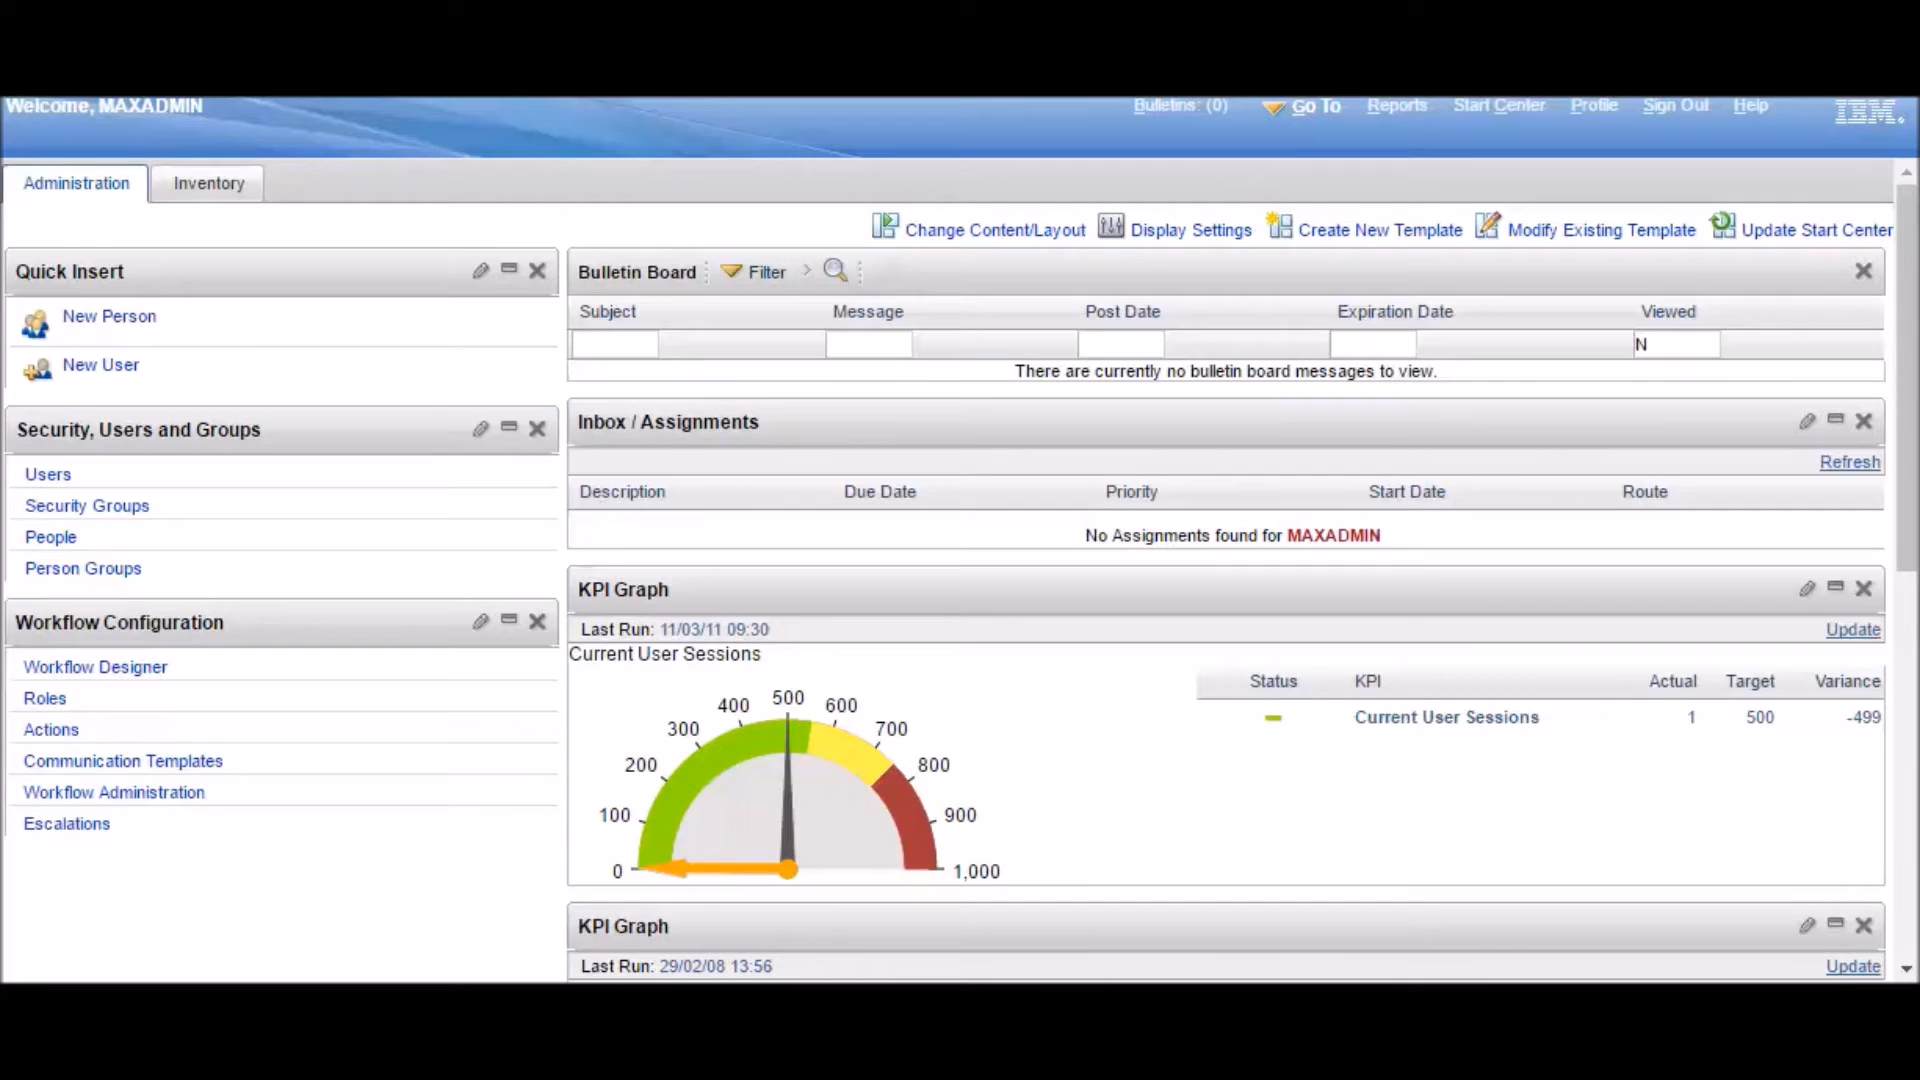 Welcome, MAXADMIN
Bulletins: (0) Go To Reports Start Center Profile Sign Out Help IBM.
Administration Inventory
Change Content/Layout Display Settings Create New Template Modify Existing Template Update Start Center
Quick Insert
New Person
New User
Security, Users and Groups
Users
Security Groups
People
Person Groups
Workflow Configuration
Workflow Designer
Roles
Actions
Communication Templates
Workflow Administration
Escalations
Bulletin Board Filter
Subject Message Post Date Expiration Date Viewed
N
There are currently no bulletin board messages to view.
Inbox / Assignments
Refresh
Description Due Date Priority Start Date Route
No Assignments found for MAXADMIN
KPI Graph
Last Run: 11/03/11 09:30 Update
Current User Sessions
0 100 200 300 400 500 600 700 800 900 1,000
Status KPI Actual Target Variance
Current User Sessions 1 500 -499
KPI Graph
Last Run: 29/02/08 13:56 Update